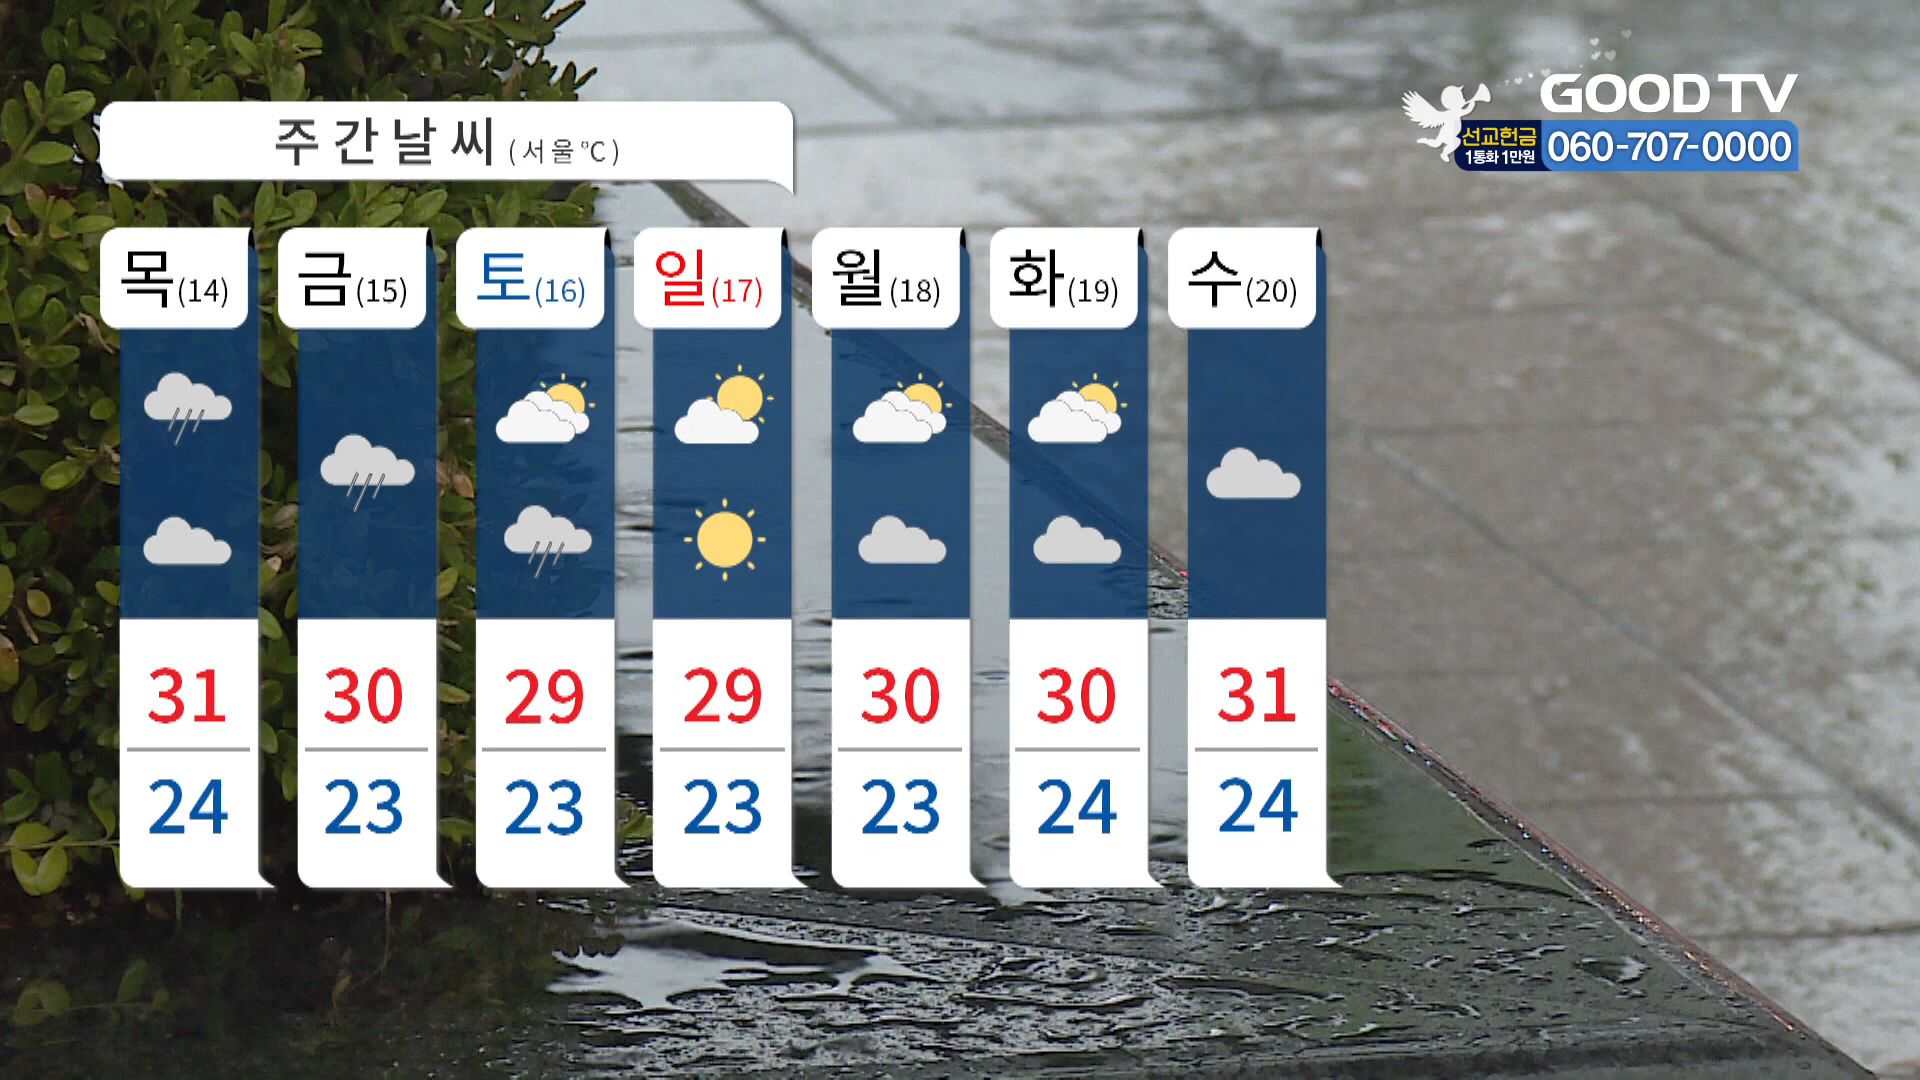 GOOD TV
선교헌금
1통화 1만원
060-707-0000
주간날씨 (서울℃)
목(14) 금(15) 토(16) 일(17) 월(18) 화(19) 수(20)
31 30 29 29 30 30 31
24 23 23 23 23 24 24